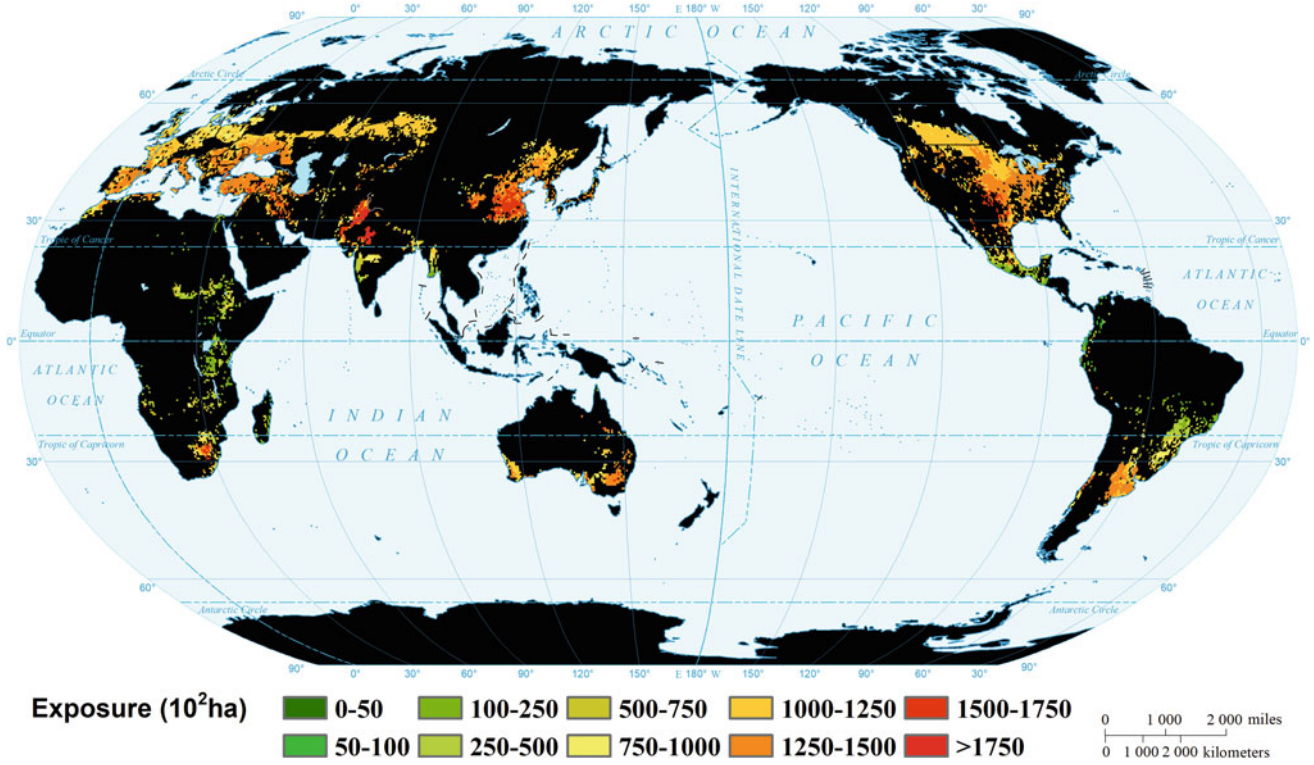 90° 0° 30° 60° 90° 120° 150° E 180° W 150° 120° 90° 60° 30° 0° 90°
ARCTIC OCEAN
Arctic Circle Arctic Circle
60° 60°
30° 30°
Tropic of Cancer Tropic of Cancer
INTERNATIONAL DATE LINE
ATLANTIC
OCEAN
PACIFIC
OCEAN
Equator Equator
0° 0°
ATLANTIC
OCEAN
INDIAN
OCEAN
Tropic of Capricorn Tropic of Capricorn
30° 30°
60° 60°
Antarctic Circle Antarctic Circle
90° 0° 30° 60° 90° 120° 150° E 180° W 150° 120° 90° 60° 30° 0° 90°
Exposure (10²ha)
0-50 100-250 500-750 1000-1250 1500-1750
50-100 250-500 750-1000 1250-1500 >1750
0 1 000 2 000 miles
0 1 000 2 000 kilometers